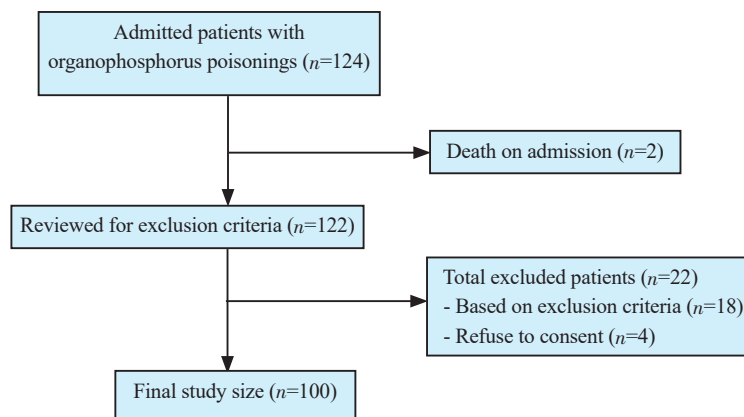 Admitted patients with
organophosphorus poisonings (n=124)
Death on admission (n=2)
Reviewed for exclusion criteria (n=122)
Total excluded patients (n=22)
- Based on exclusion criteria (n=18)
- Refuse to consent (n=4)
Final study size (n=100)